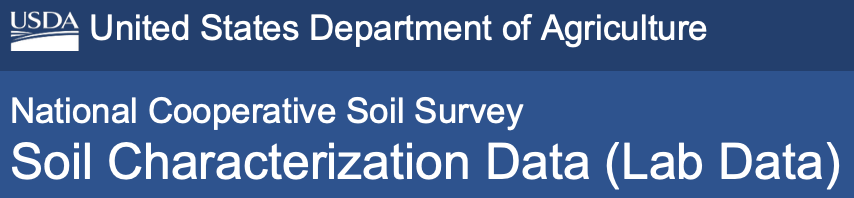 USDA United States Department of Agriculture
National Cooperative Soil Survey
Soil Characterization Data (Lab Data)